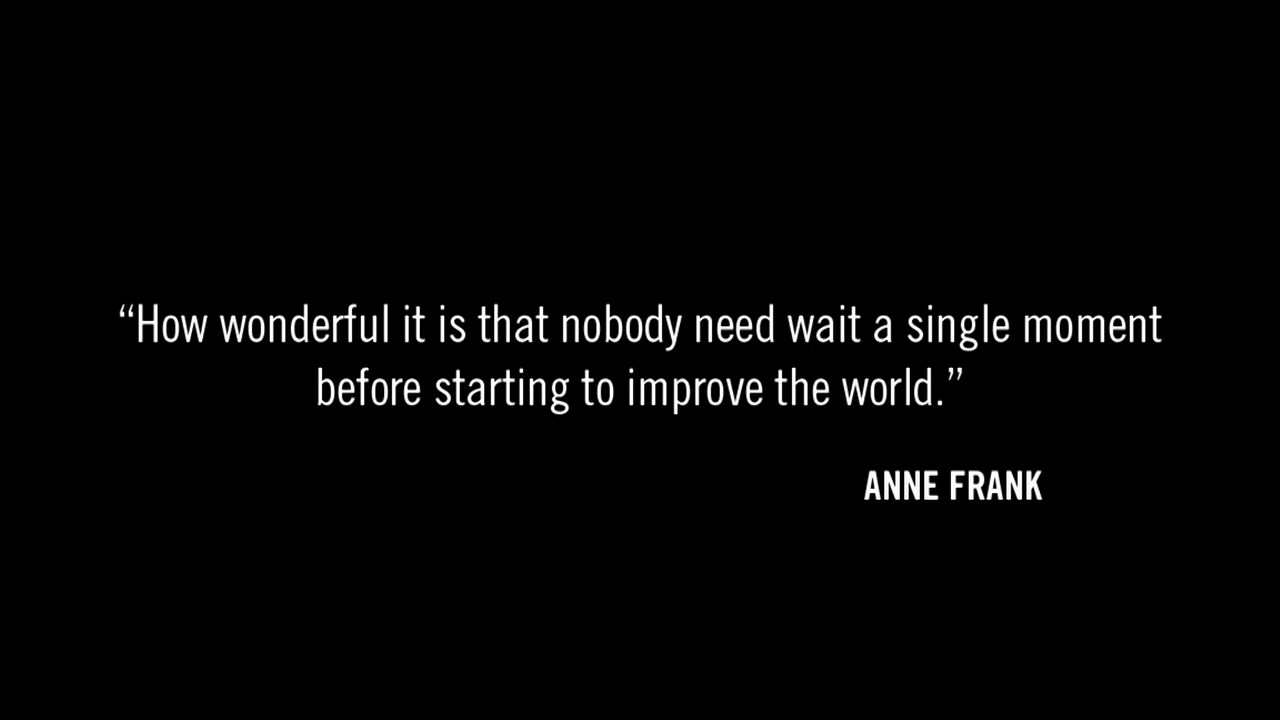 “How wonderful it is that nobody need wait a single moment
before starting to improve the world.”
ANNE FRANK